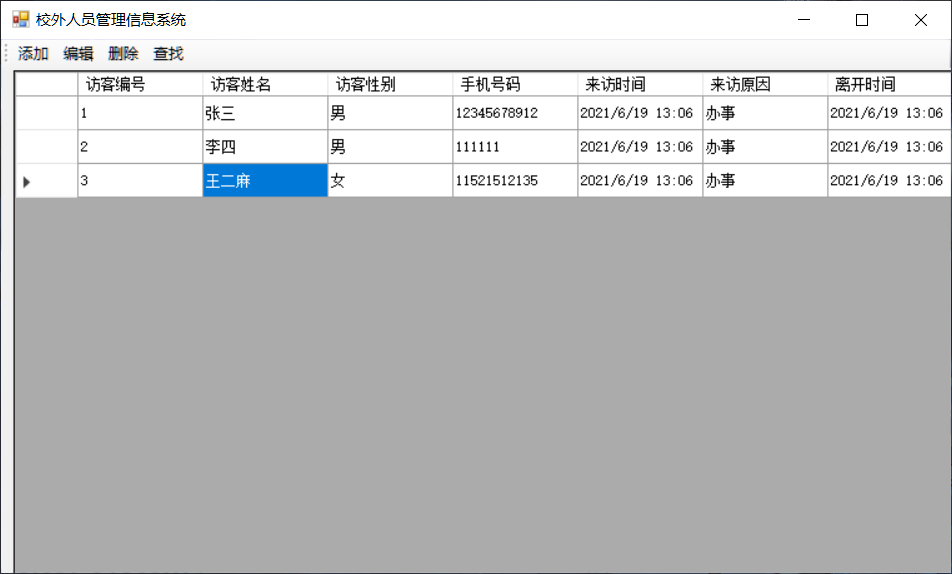 校外人员管理信息系统
添加 编辑 删除 查找
访客编号 访客姓名 访客性别 手机号码 来访时间 来访原因 离开时间
1 张三 男 12345678912 2021/6/19 13:06 办事 2021/6/19 13:06
2 李四 男 111111 2021/6/19 13:06 办事 2021/6/19 13:06
3 王二麻 女 11521512135 2021/6/19 13:06 办事 2021/6/19 13:06